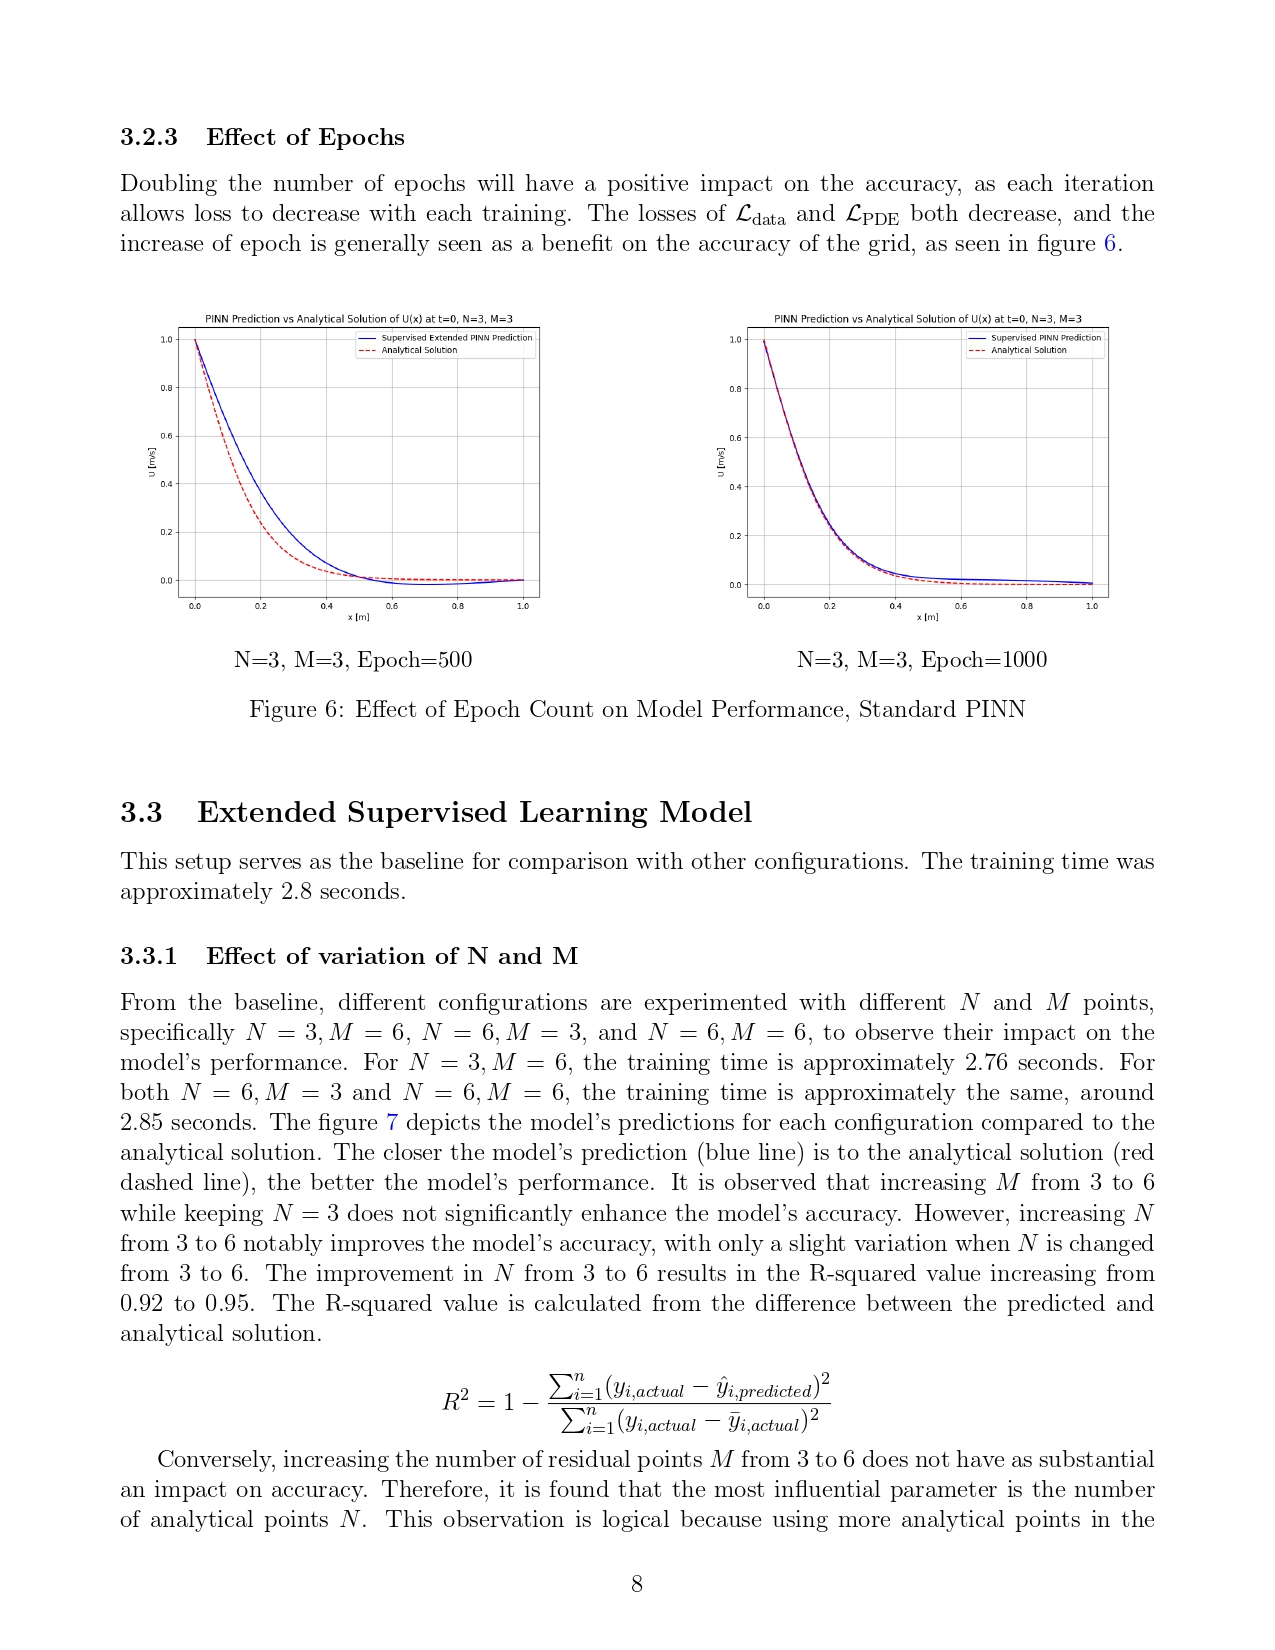 3.2.3 Effect of Epochs
Doubling the number of epochs will have a positive impact on the accuracy, as each iteration
allows loss to decrease with each training. The losses of ℒdata and ℒPDE both decrease, and the
increase of epoch is generally seen as a benefit on the accuracy of the grid, as seen in figure 6.
PINN Prediction vs Analytical Solution of U(x) at t=0, N=3, M=3
Supervised Extended PINN Prediction
Analytical Solution
1.0
0.8
0.6
0.4
0.2
0.0
U [m/s]
0.0 0.2 0.4 0.6 0.8 1.0
x [m]
N=3, M=3, Epoch=500
PINN Prediction vs Analytical Solution of U(x) at t=0, N=3, M=3
Supervised PINN Prediction
Analytical Solution
1.0
0.8
0.6
0.4
0.2
0.0
U [m/s]
0.0 0.2 0.4 0.6 0.8 1.0
x [m]
N=3, M=3, Epoch=1000
Figure 6: Effect of Epoch Count on Model Performance, Standard PINN
3.3 Extended Supervised Learning Model
This setup serves as the baseline for comparison with other configurations. The training time was
approximately 2.8 seconds.
3.3.1 Effect of variation of N and M
From the baseline, different configurations are experimented with different N and M points,
specifically N = 3, M = 6, N = 6, M = 3, and N = 6, M = 6, to observe their impact on the
model's performance. For N = 3, M = 6, the training time is approximately 2.76 seconds. For
both N = 6, M = 3 and N = 6, M = 6, the training time is approximately the same, around
2.85 seconds. The figure 7 depicts the model's predictions for each configuration compared to the
analytical solution. The closer the model's prediction (blue line) is to the analytical solution (red
dashed line), the better the model's performance. It is observed that increasing M from 3 to 6
while keeping N = 3 does not significantly enhance the model's accuracy. However, increasing N
from 3 to 6 notably improves the model's accuracy, with only a slight variation when N is changed
from 3 to 6. The improvement in N from 3 to 6 results in the R-squared value increasing from
0.92 to 0.95. The R-squared value is calculated from the difference between the predicted and
analytical solution.
R² = 1 − ∑ⁿᵢ₌₁(yi,actual − ŷi,predicted)² / ∑ⁿᵢ₌₁(yi,actual − ȳi,actual)²
Conversely, increasing the number of residual points M from 3 to 6 does not have as substantial
an impact on accuracy. Therefore, it is found that the most influential parameter is the number
of analytical points N. This observation is logical because using more analytical points in the
8